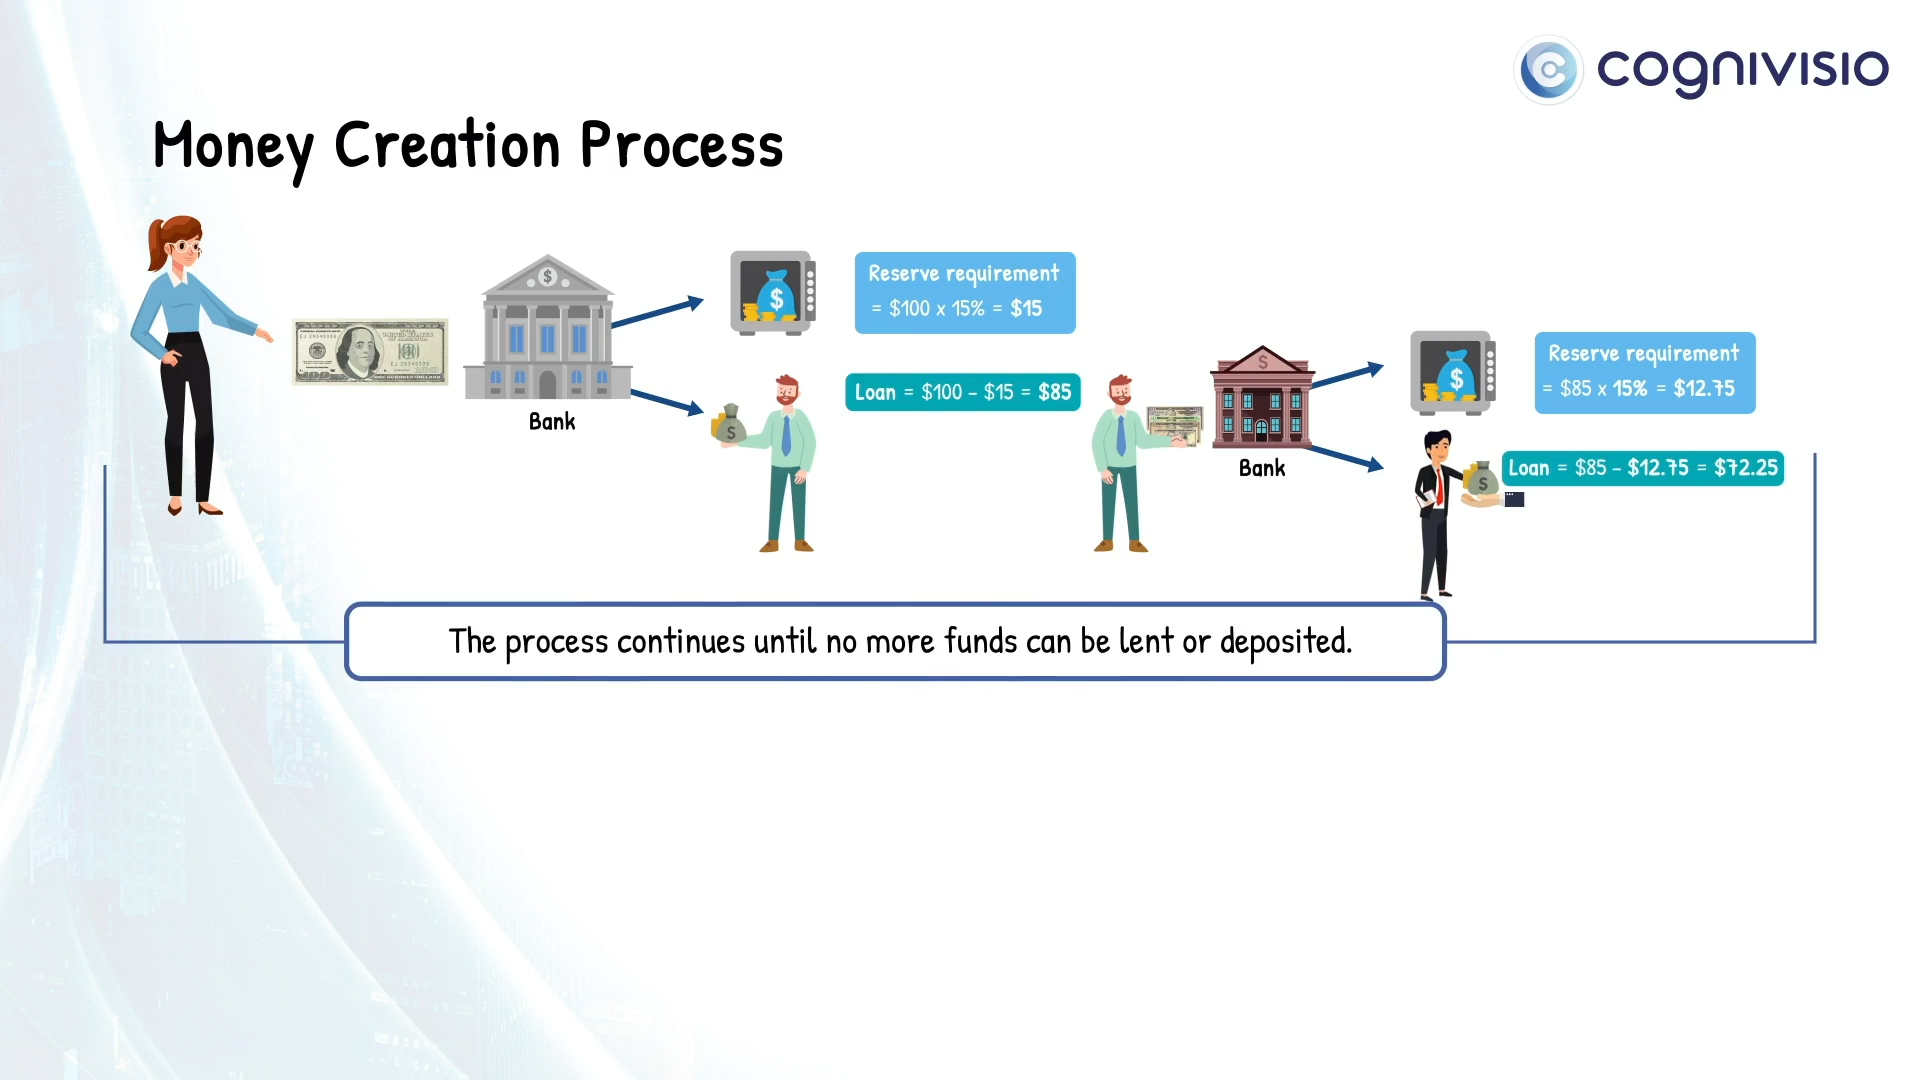 cognivisio
Money Creation Process
Reserve requirement
= $100 x 15% = $15
Loan = $100 - $15 = $85
Bank
Reserve requirement
= $85 x 15% = $12.75
Loan = $85 - $12.75 = $72.25
Bank
The process continues until no more funds can be lent or deposited.